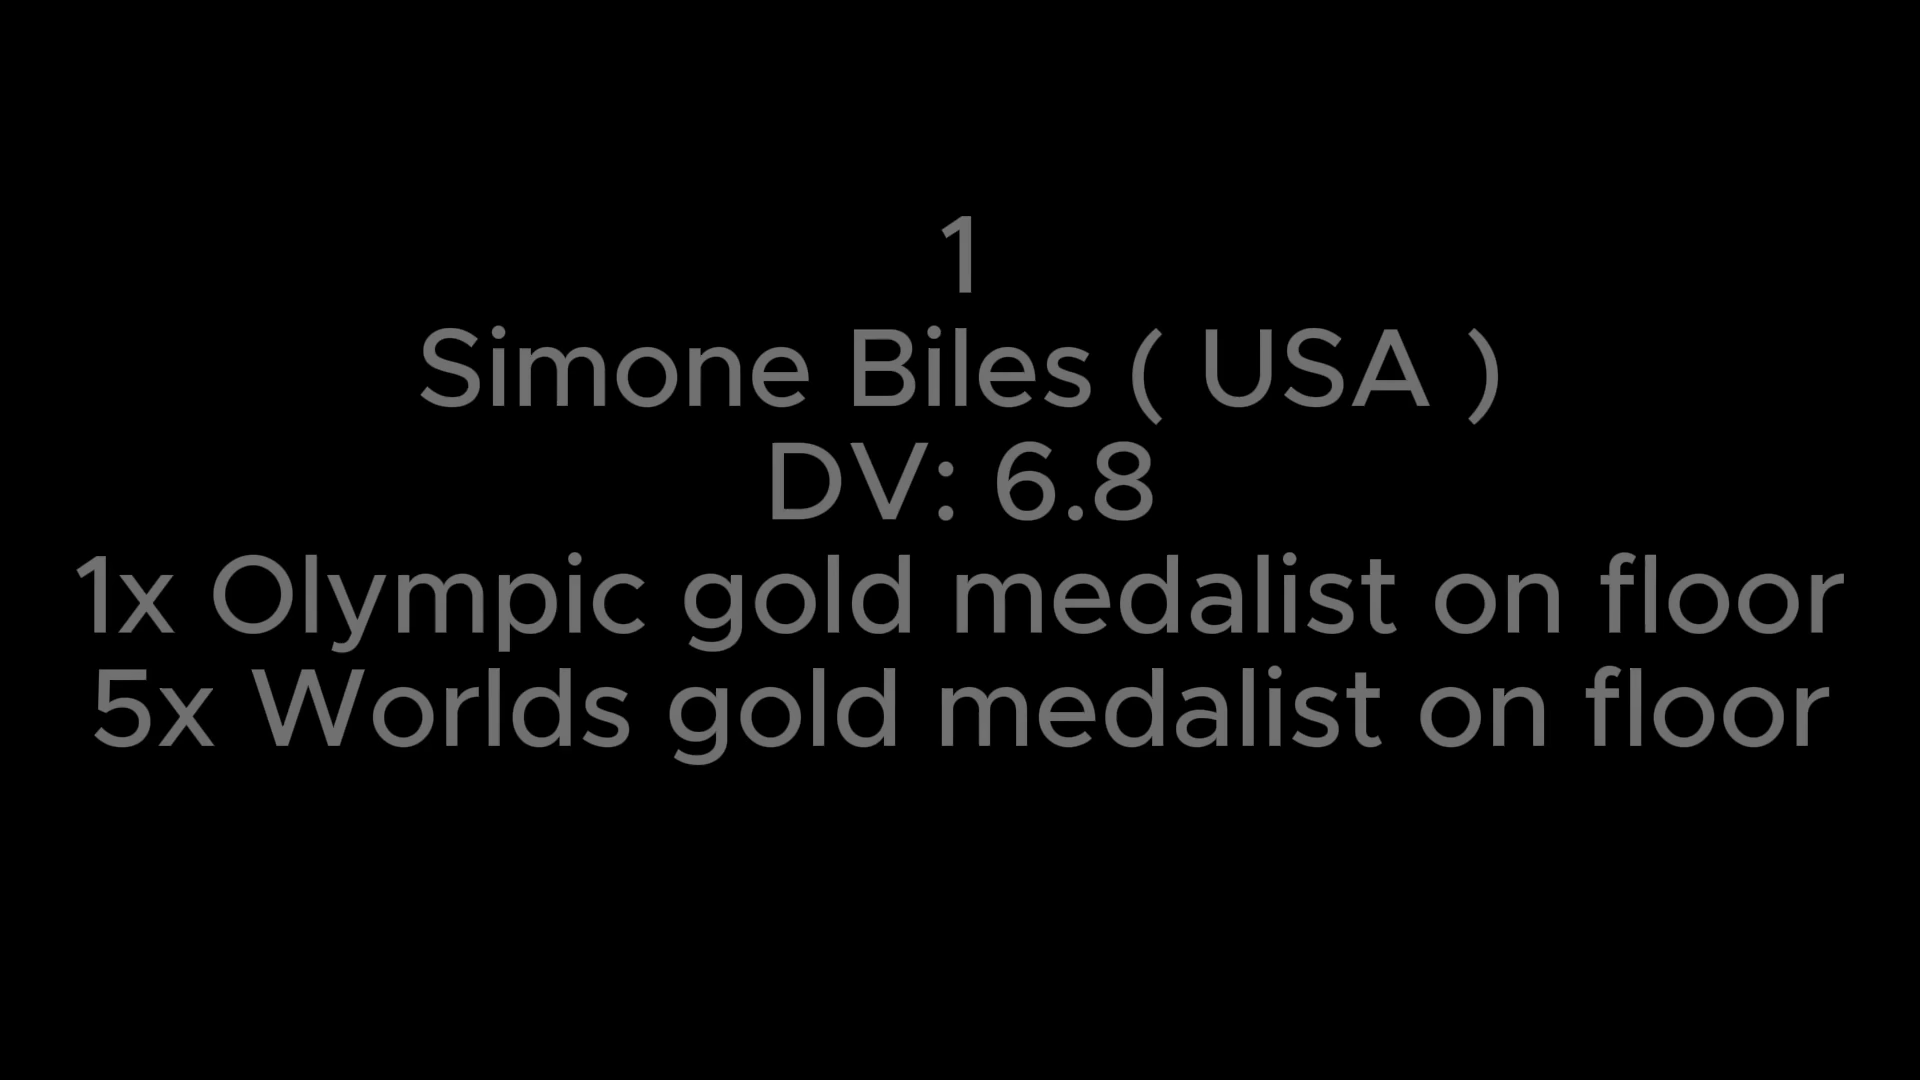 1
Simone Biles ( USA )
DV: 6.8
1x Olympic gold medalist on floor
5x Worlds gold medalist on floor